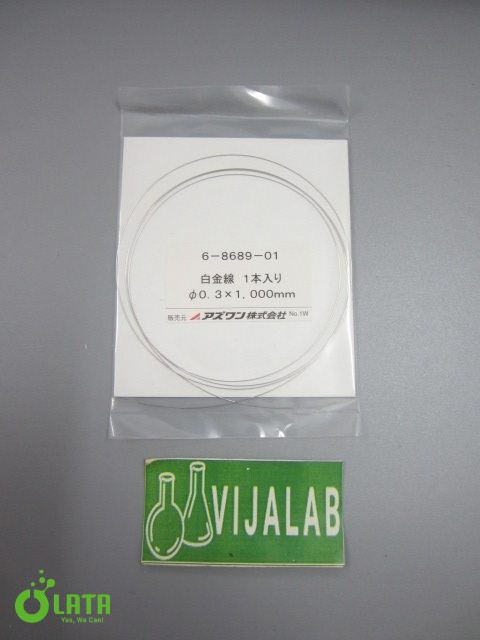 6-8689-01
白金線 1本入り
φ0.3×1,000mm
販売元 アズワン株式会社 No.1W
VIJALAB
LATA
Yes, We Can!